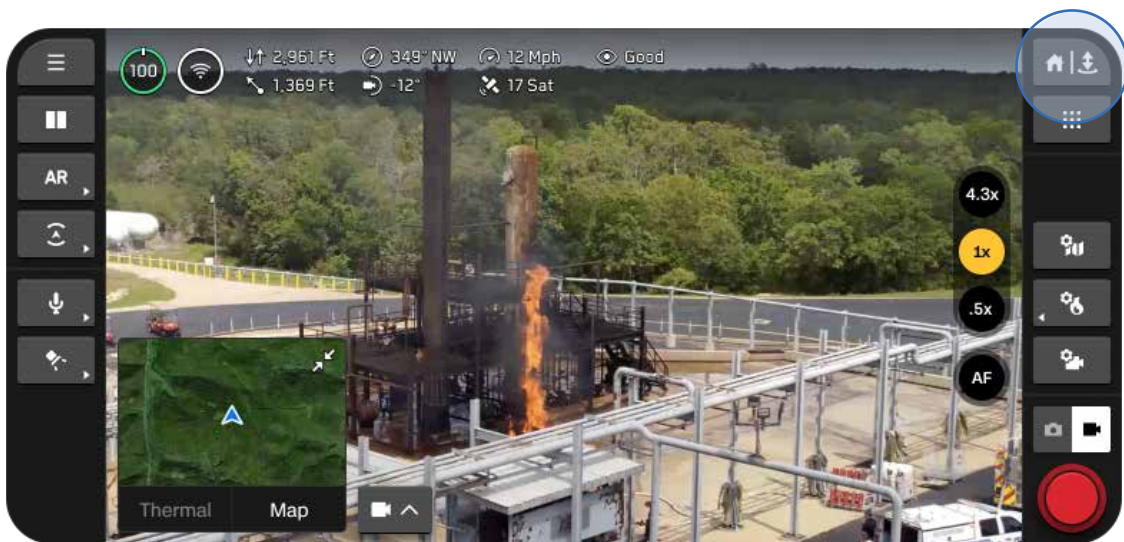 100
2,961 Ft
349° NW
12 Mph
Good
1,369 Ft
-12°
17 Sat
AR
4.3x
1x
.5x
AF
Thermal
Map